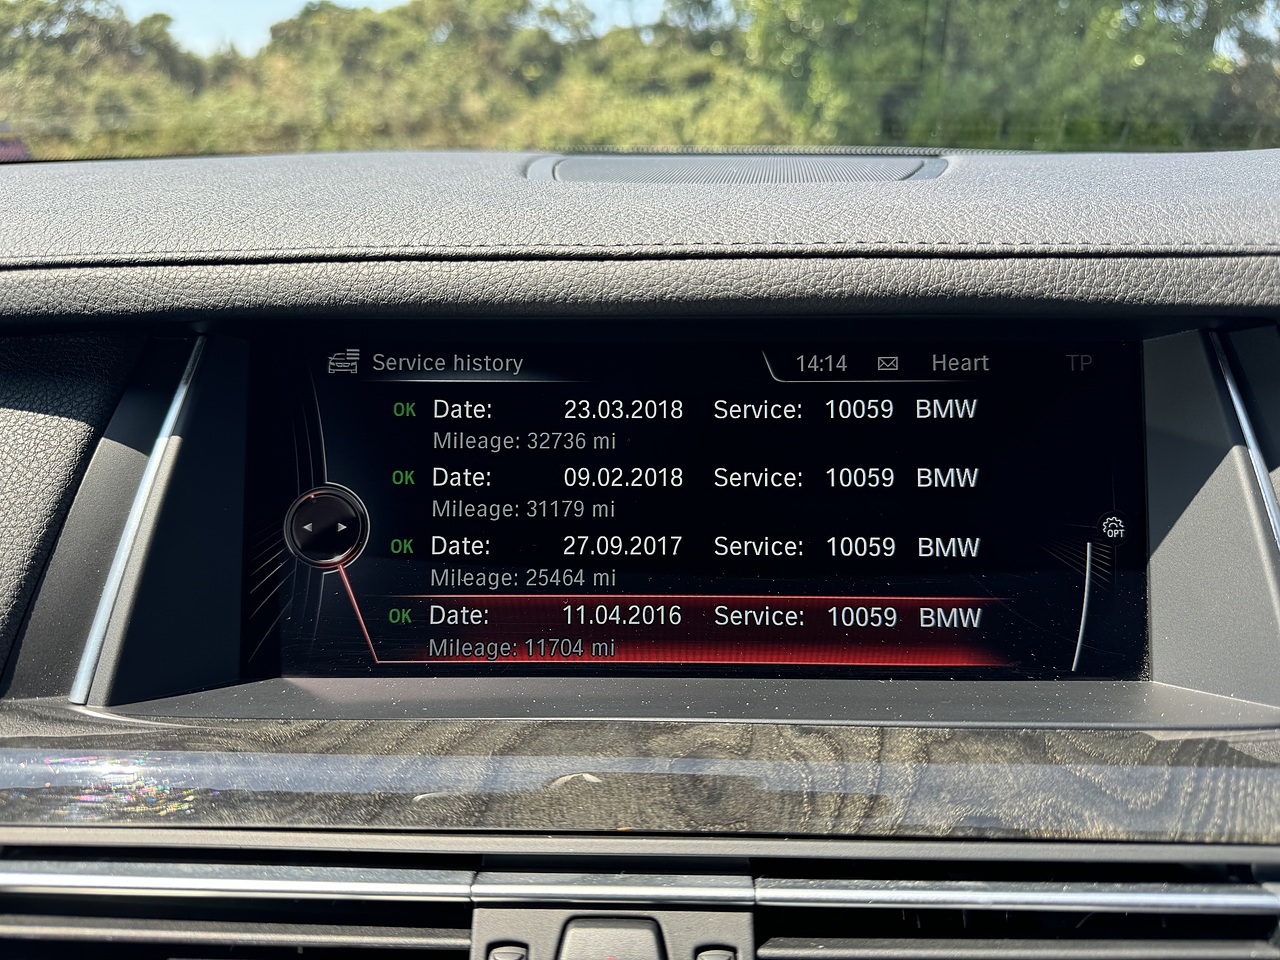 Service history 14:14 Heart TP
OK Date: 23.03.2018 Service: 10059 BMW
Mileage: 32736 mi
OK Date: 09.02.2018 Service: 10059 BMW
Mileage: 31179 mi
OPT
OK Date: 27.09.2017 Service: 10059 BMW
Mileage: 25464 mi
OK Date: 11.04.2016 Service: 10059 BMW
Mileage: 11704 mi